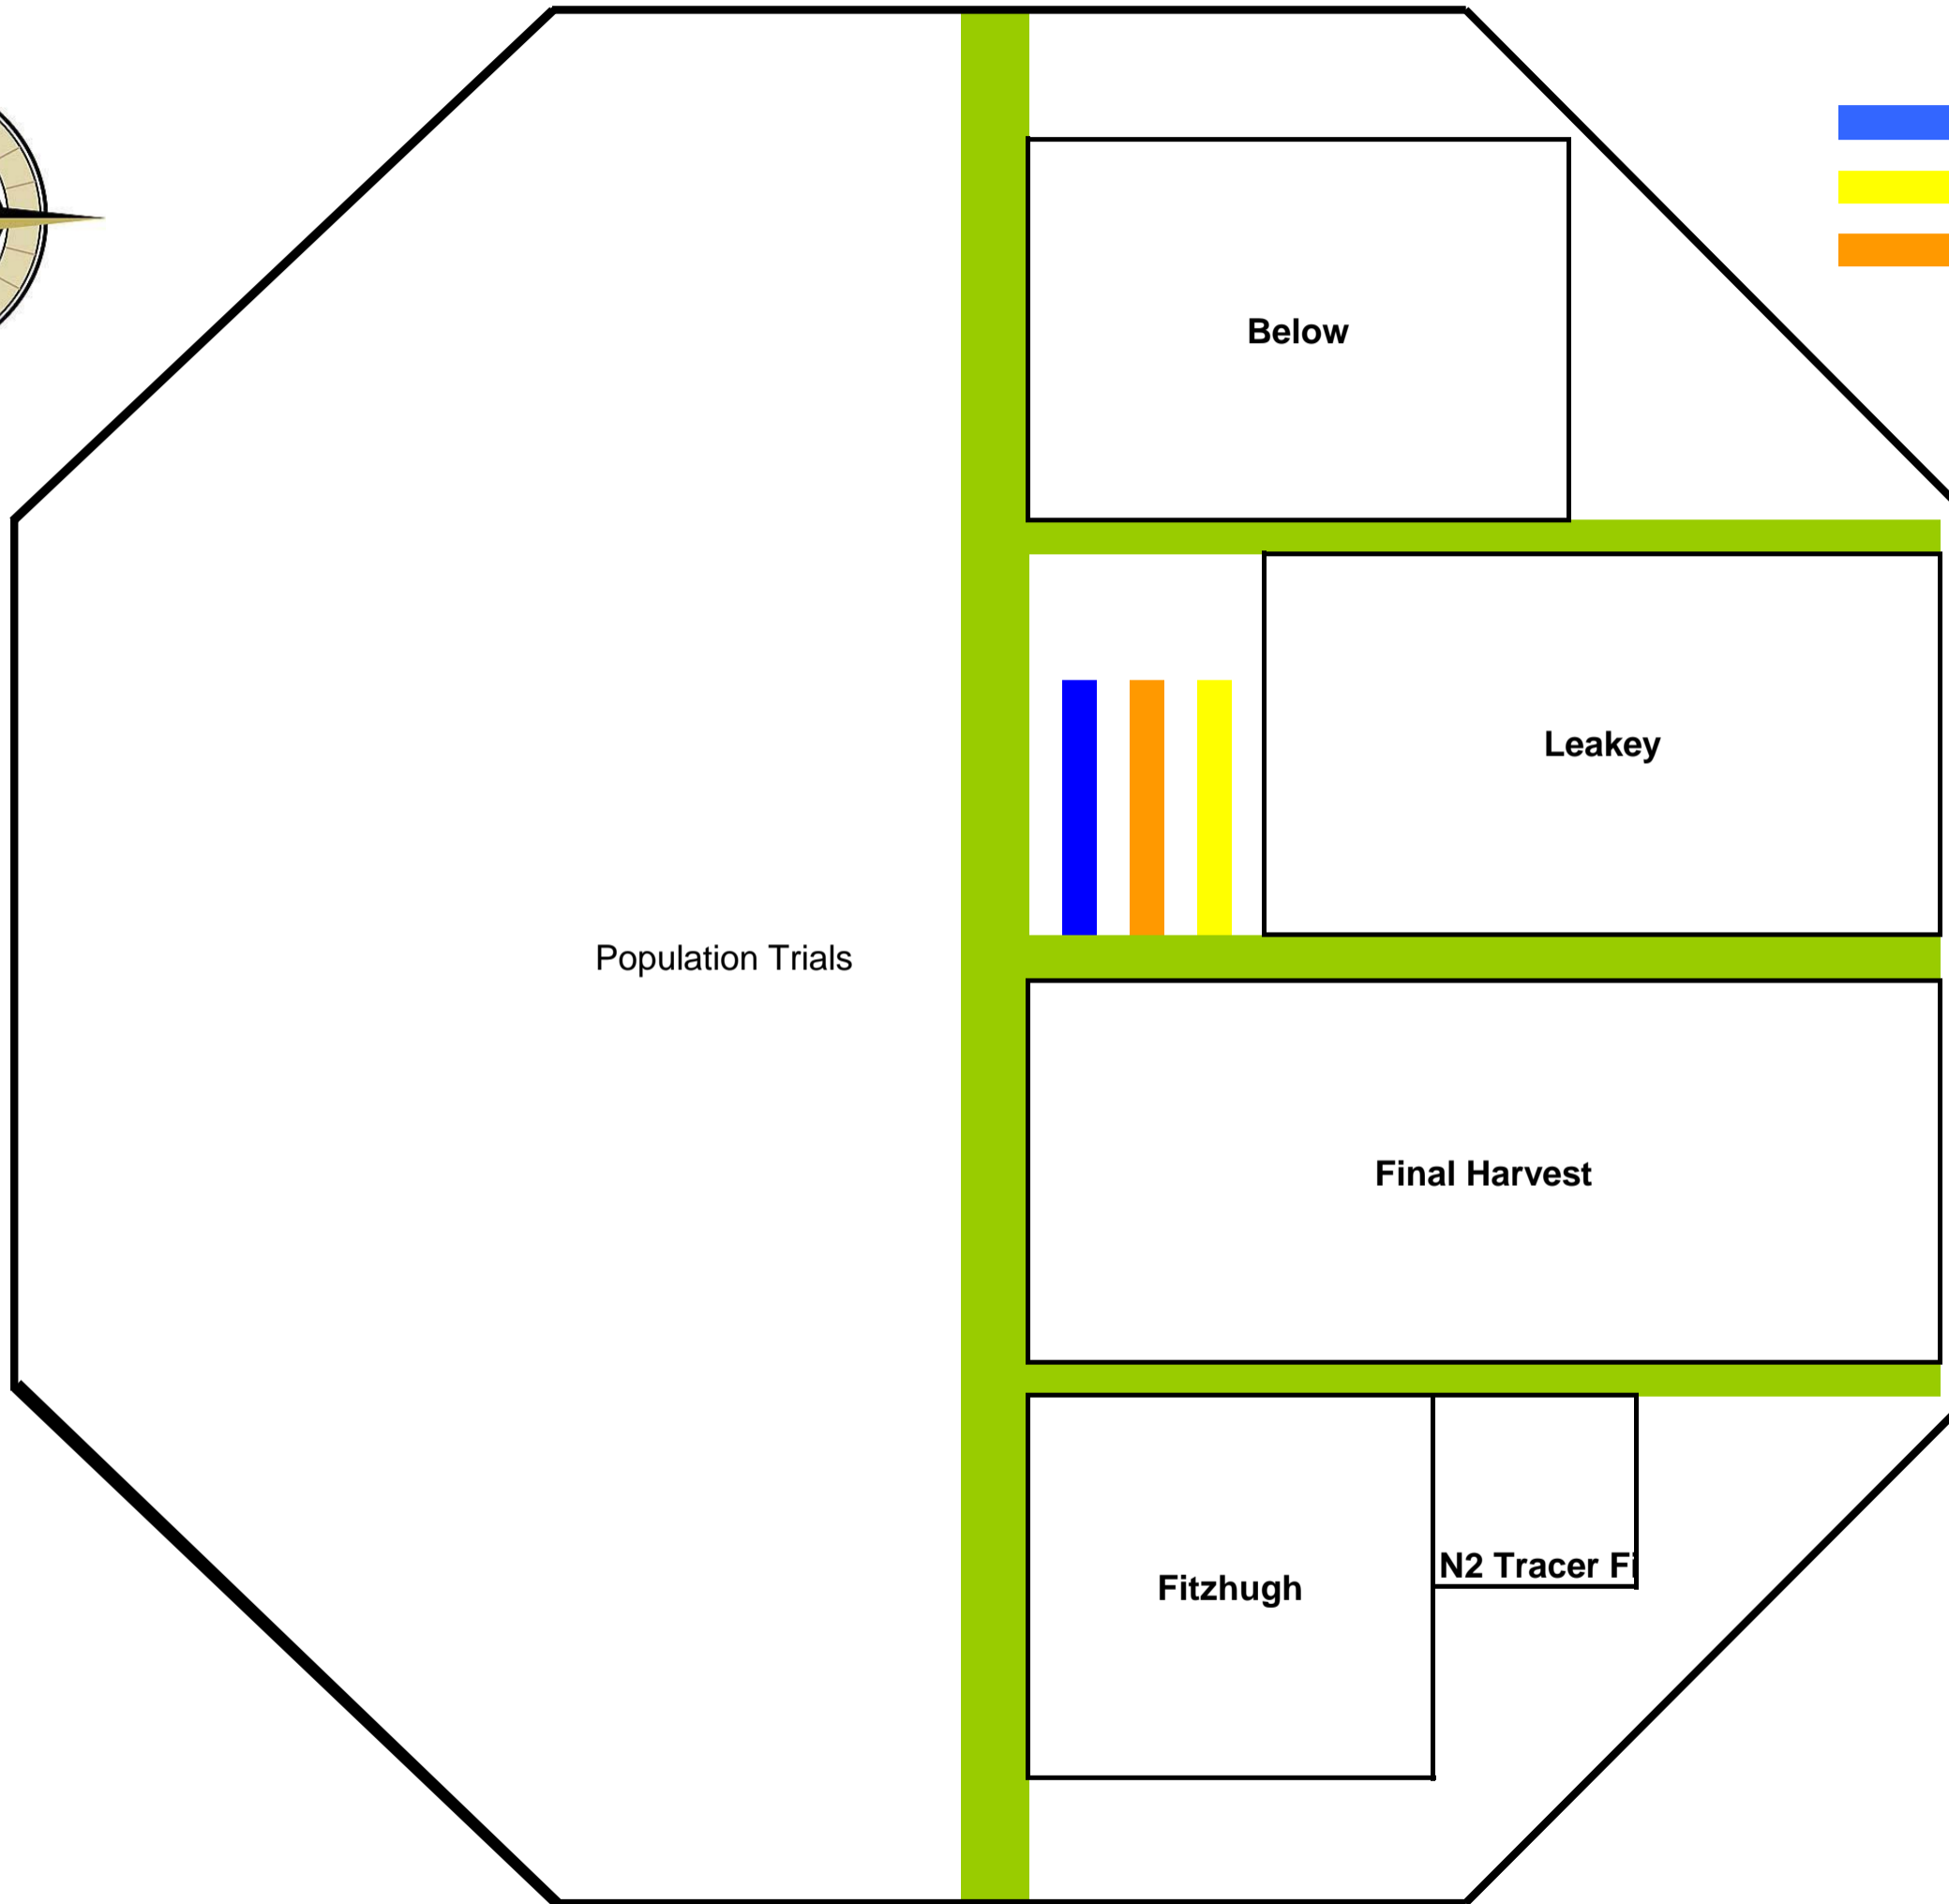 Below
Leakey
Population Trials
Final Harvest
N2 Tracer
Fitzhugh